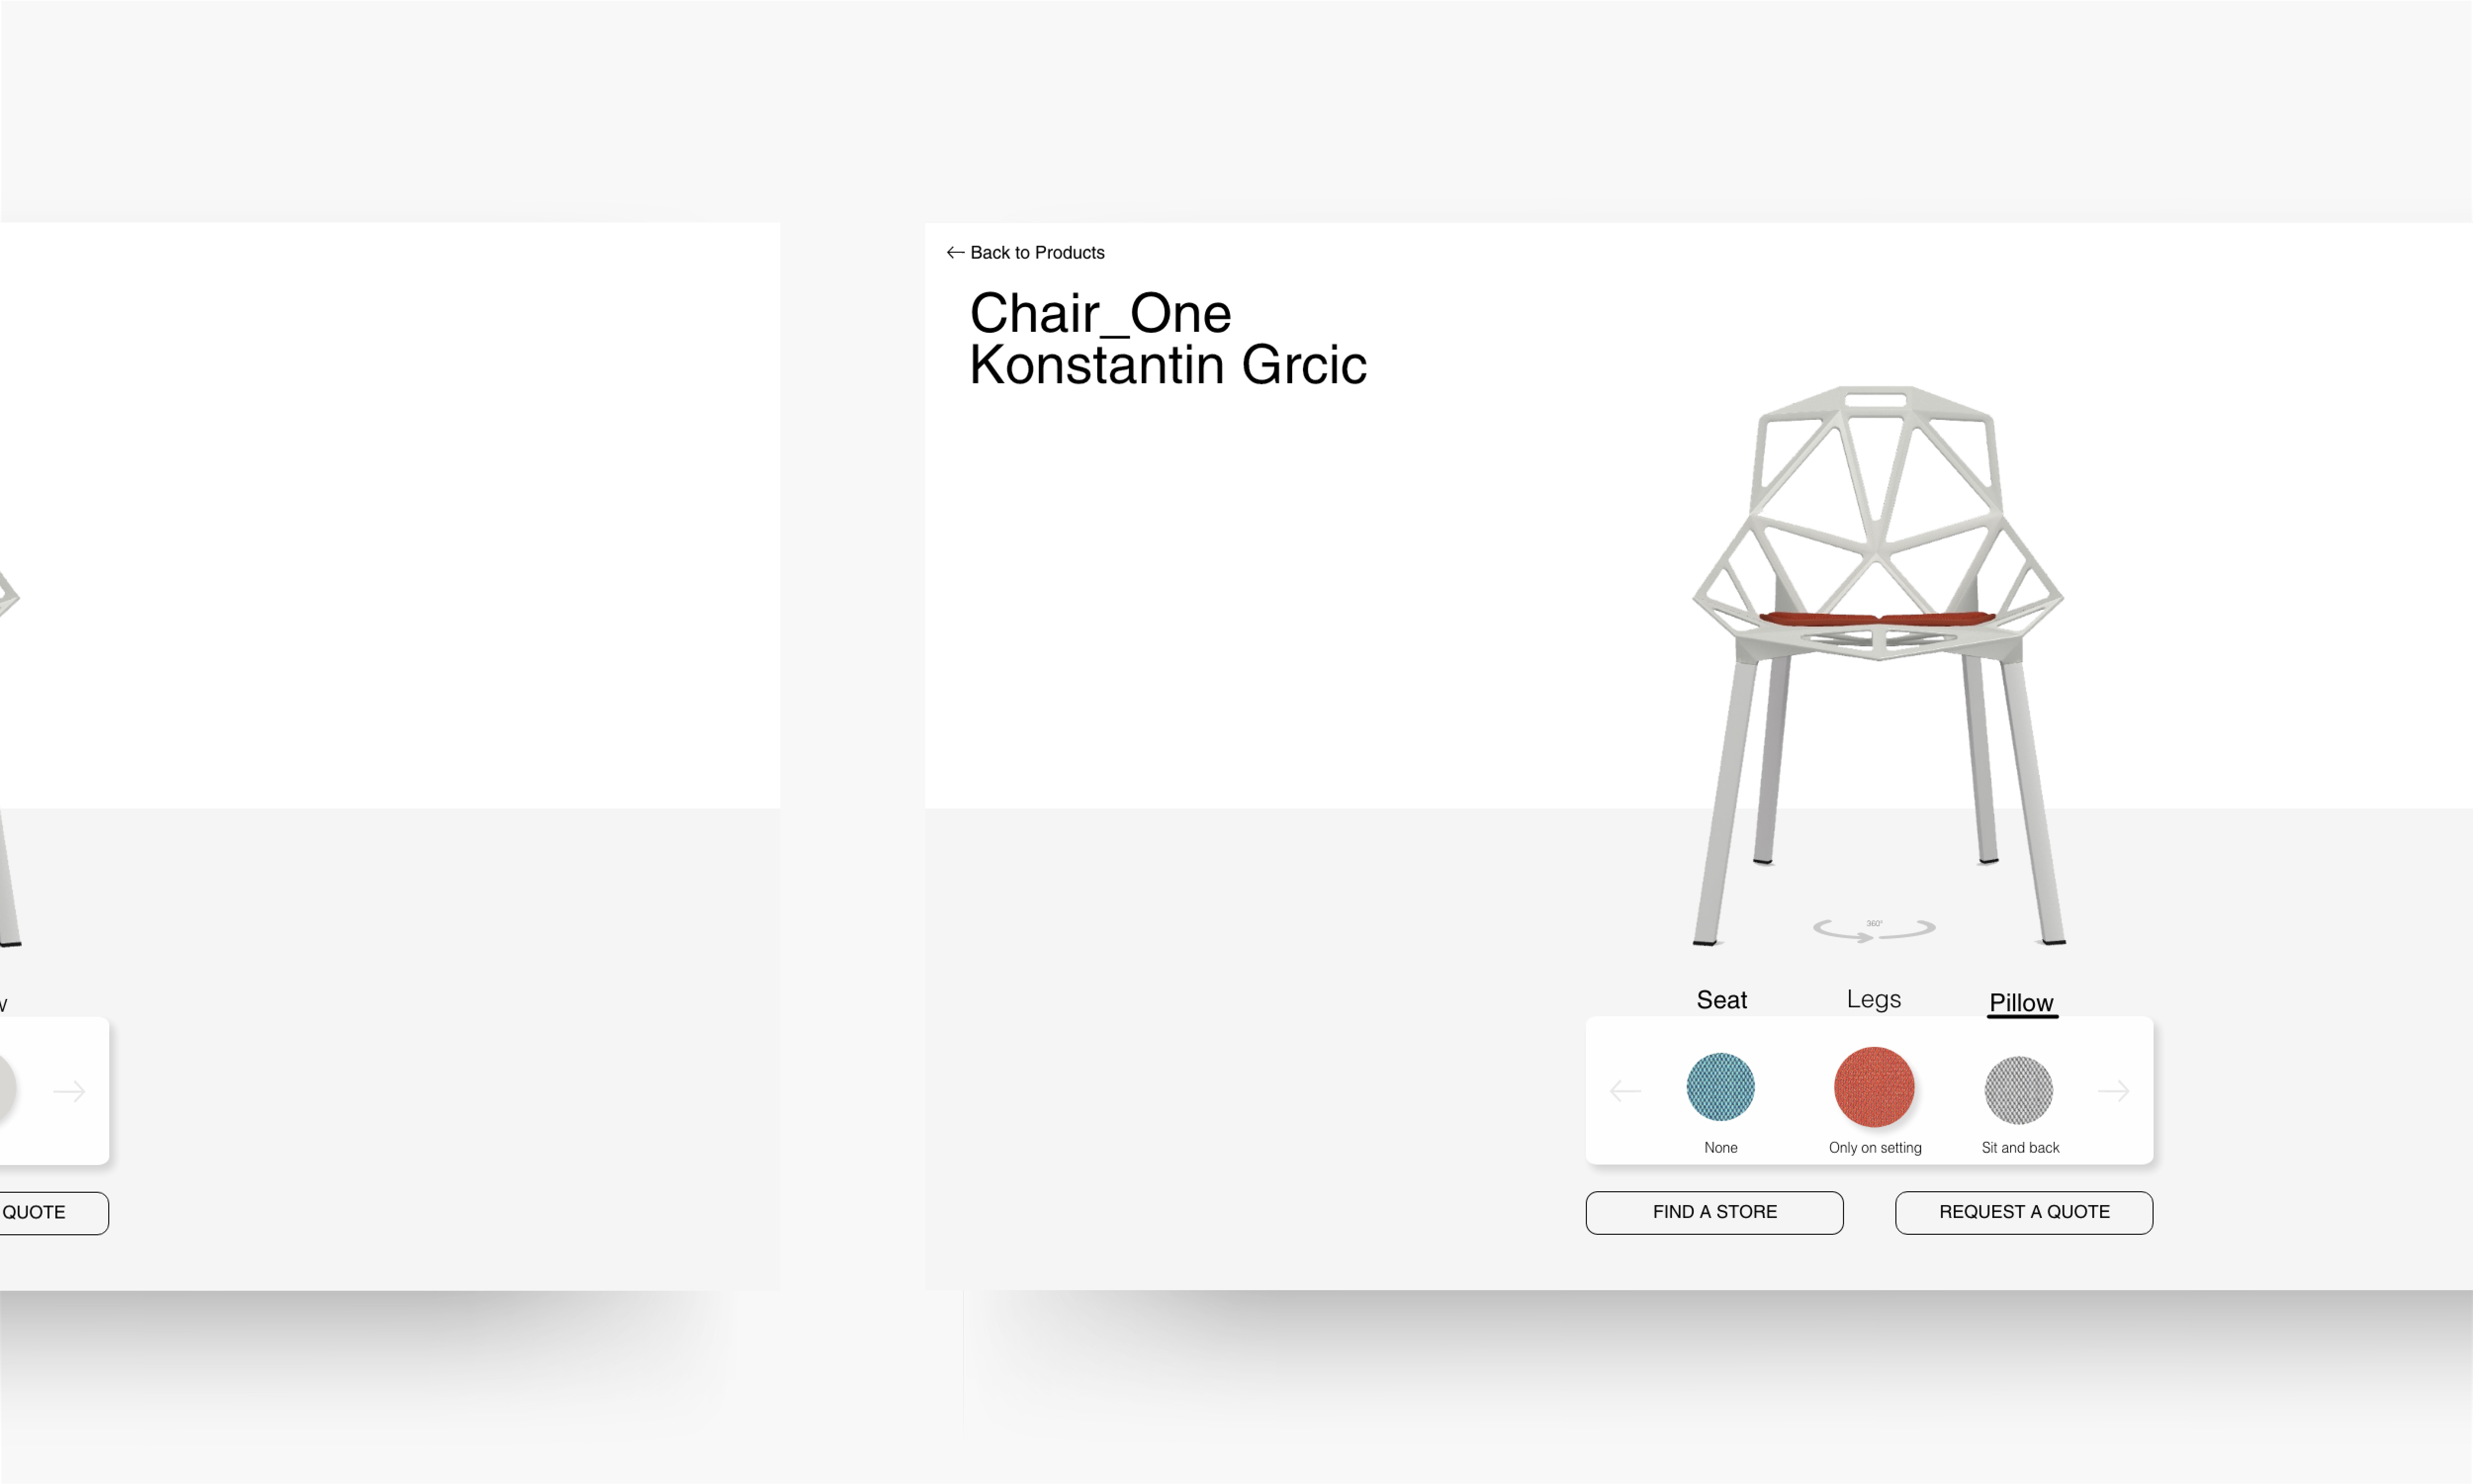 QUOTE
Back to Products
Chair_One
Konstantin Grcic
360°
Seat Legs Pillow
None Only on setting Sit and back
FIND A STORE REQUEST A QUOTE